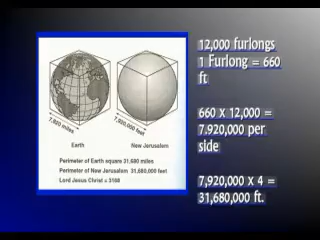 7,920 miles
7,920,000 feet
Earth
New Jerusalem
Perimeter of Earth square 31,680 miles
Perimeter of New Jerusalem 31,680,000 feet
Lord Jesus Christ = 3168
12,000 furlongs
1 Furlong = 660
ft
660 x 12,000 =
7.920,000 per
side
7,920,000 x 4 =
31,680,000 ft.